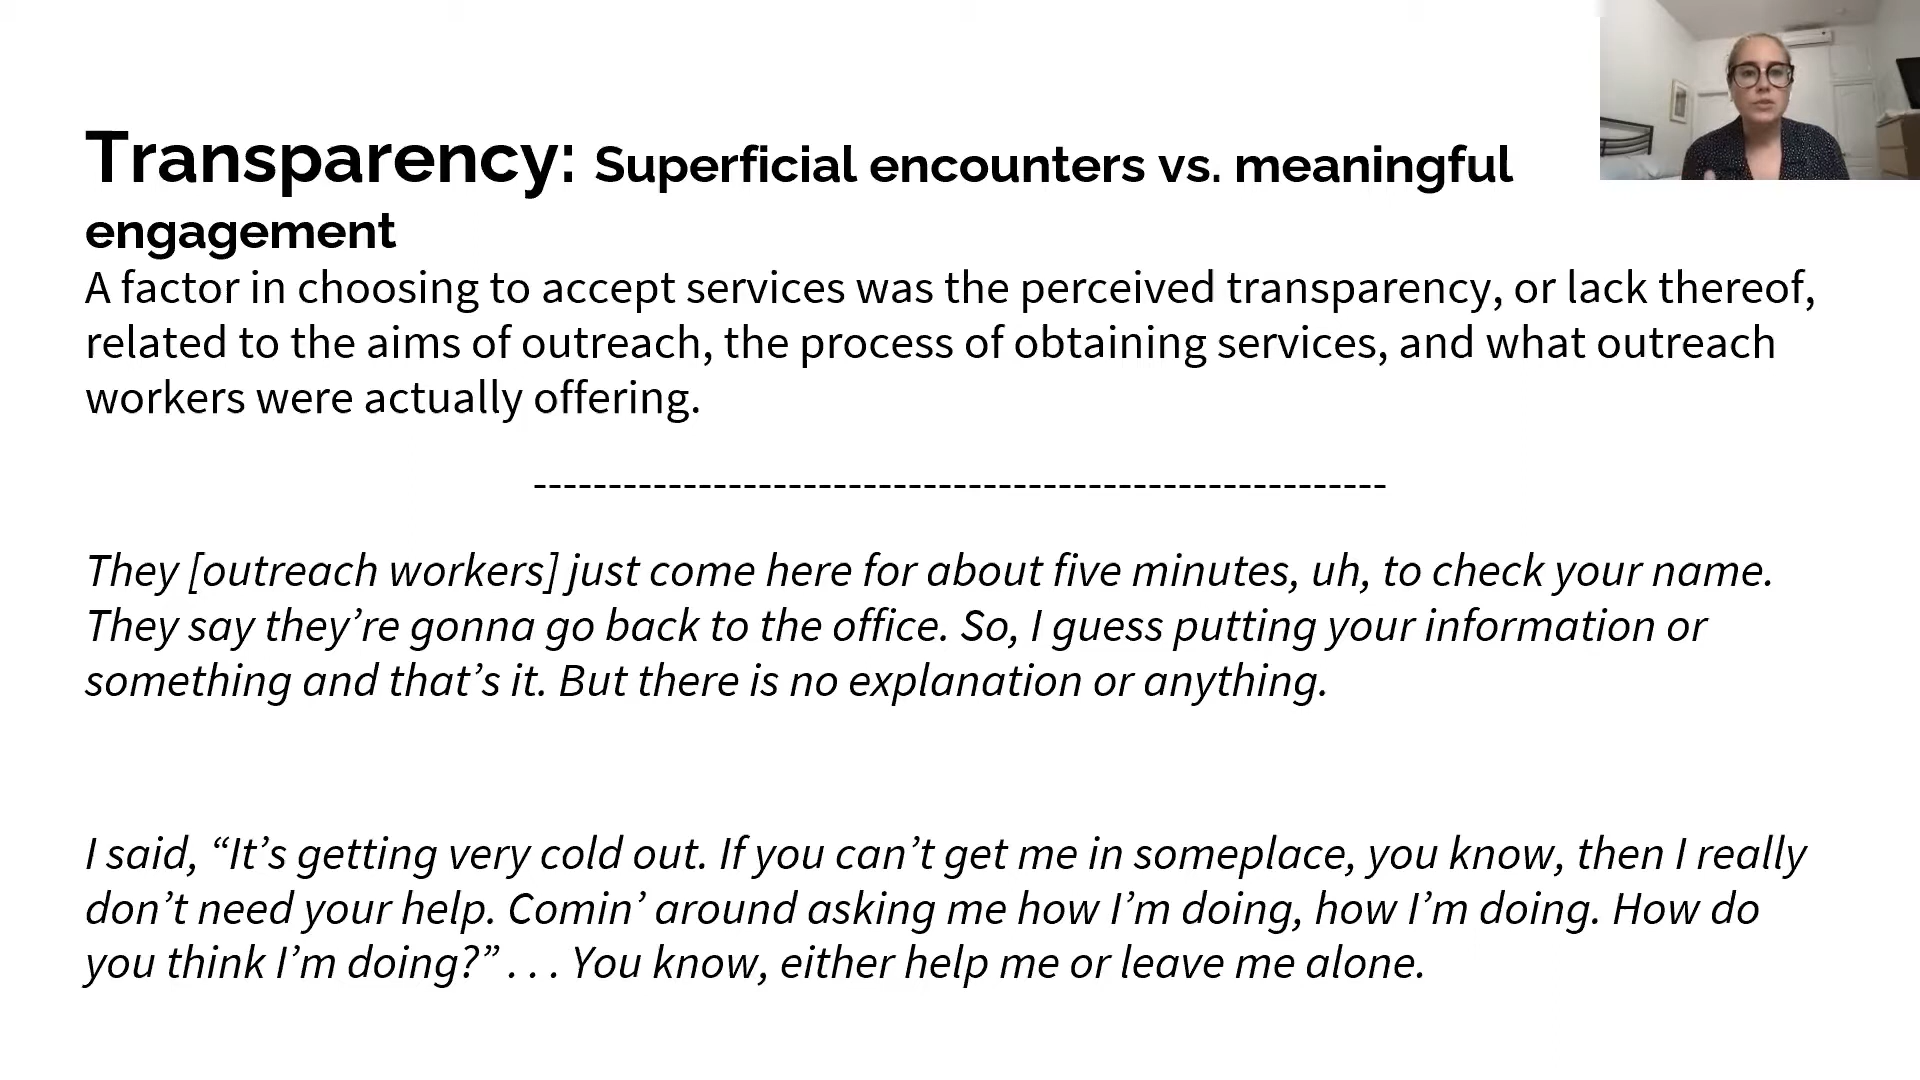 Transparency: Superficial encounters vs. meaningful
engagement
A factor in choosing to accept services was the perceived transparency, or lack thereof,
related to the aims of outreach, the process of obtaining services, and what outreach
workers were actually offering.
---------------------------------------------------------
They [outreach workers] just come here for about five minutes, uh, to check your name.
They say they’re gonna go back to the office. So, I guess putting your information or
something and that’s it. But there is no explanation or anything.
I said, “It’s getting very cold out. If you can’t get me in someplace, you know, then I really
don’t need your help. Comin’ around asking me how I’m doing, how I’m doing. How do
you think I’m doing?” . . . You know, either help me or leave me alone.